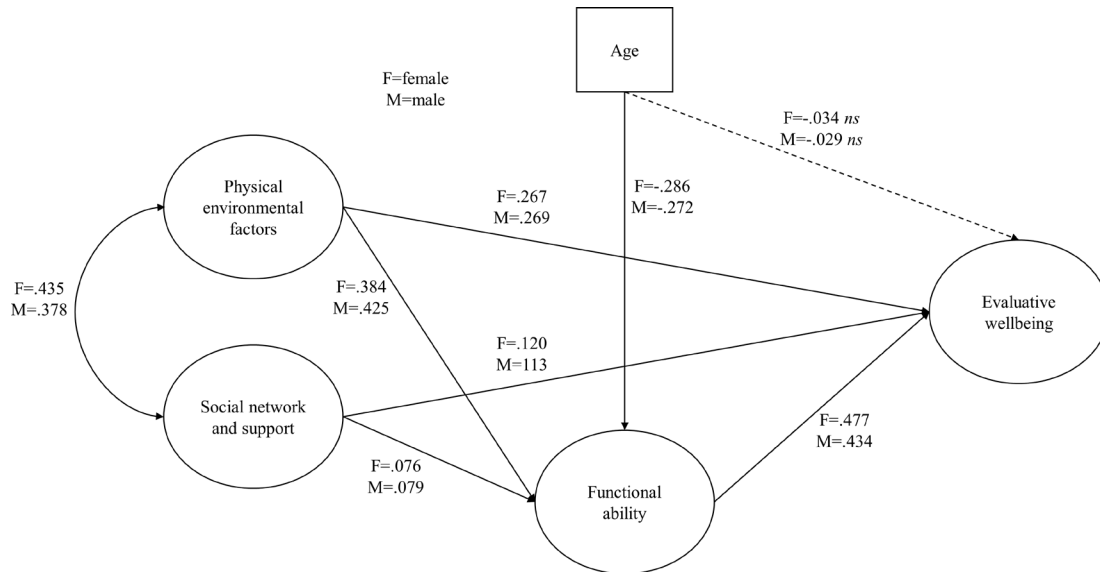 Age
F=female
M=male
F=-.034 ns
M=-.029 ns
Physical
environmental
factors
F=.267
M=.269
F=-.286
M=-.272
F=.435
M=.378
F=.384
M=.425
Evaluative
wellbeing
F=.120
M=113
Social network
and support
F=.477
M=.434
F=.076
M=.079
Functional
ability